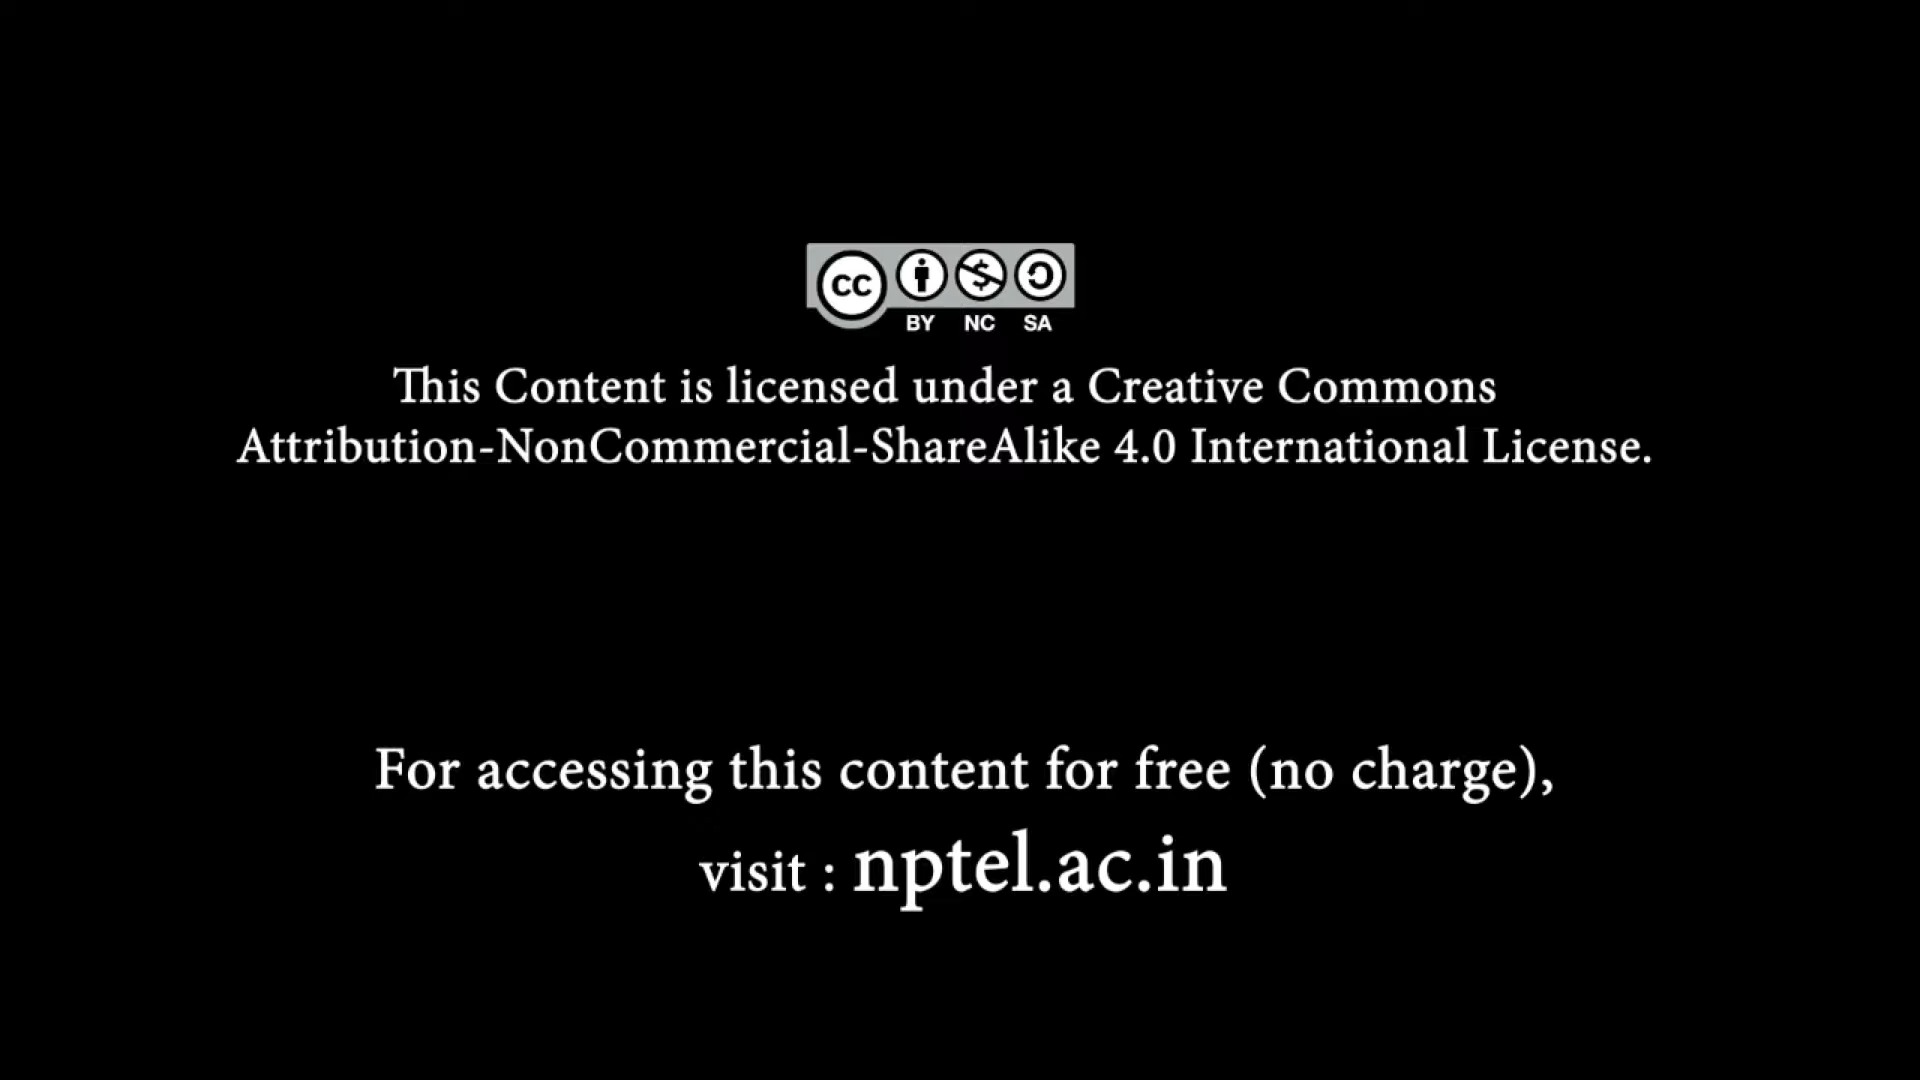 cc
BY NC SA
This Content is licensed under a Creative Commons
Attribution-NonCommercial-ShareAlike 4.0 International License.
For accessing this content for free (no charge),
visit : nptel.ac.in